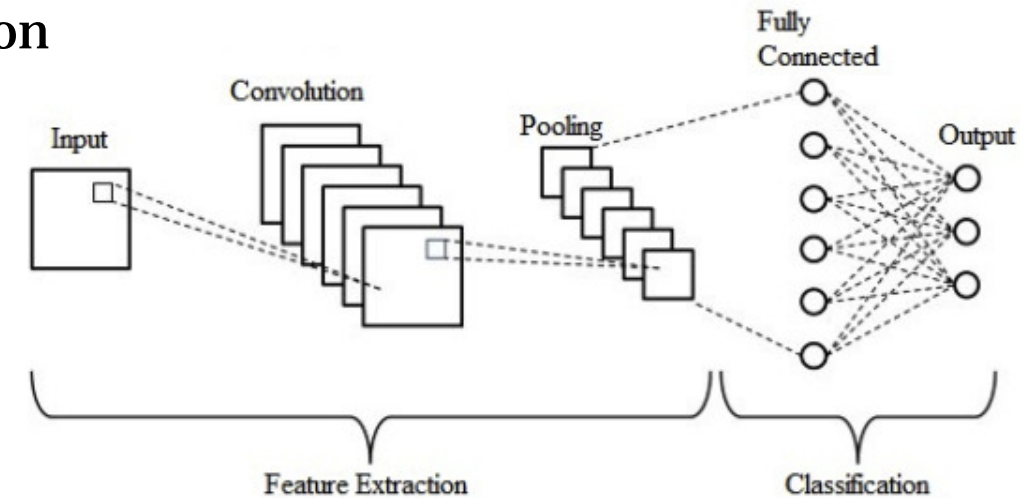 on
Fully
Connected
Convolution
Pooling
Input
Output
Feature Extraction
Classification